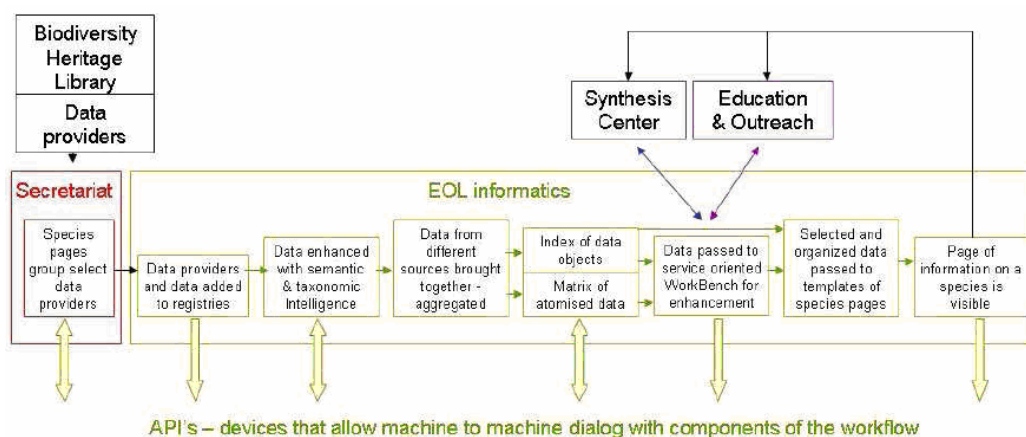 Biodiversity
Heritage
Library
Data
providers
Synthesis
Center
Education
& Outreach
Secretariat
EOL informatics
Species
pages
group select
data
providers
Data providers
and data added
to registries
Data enhanced
with semantic
& taxonomic
Intelligence
Data from
different
sources brought
together -
aggregated
Index of data
objects
Matrix of
atomised data
Data passed to
service oriented
WorkBench for
enhancement
Selected and
organized data
passed to
templates of
species pages
Page of
information on a
species is
visible
API's – devices that allow machine to machine dialog with components of the workflow